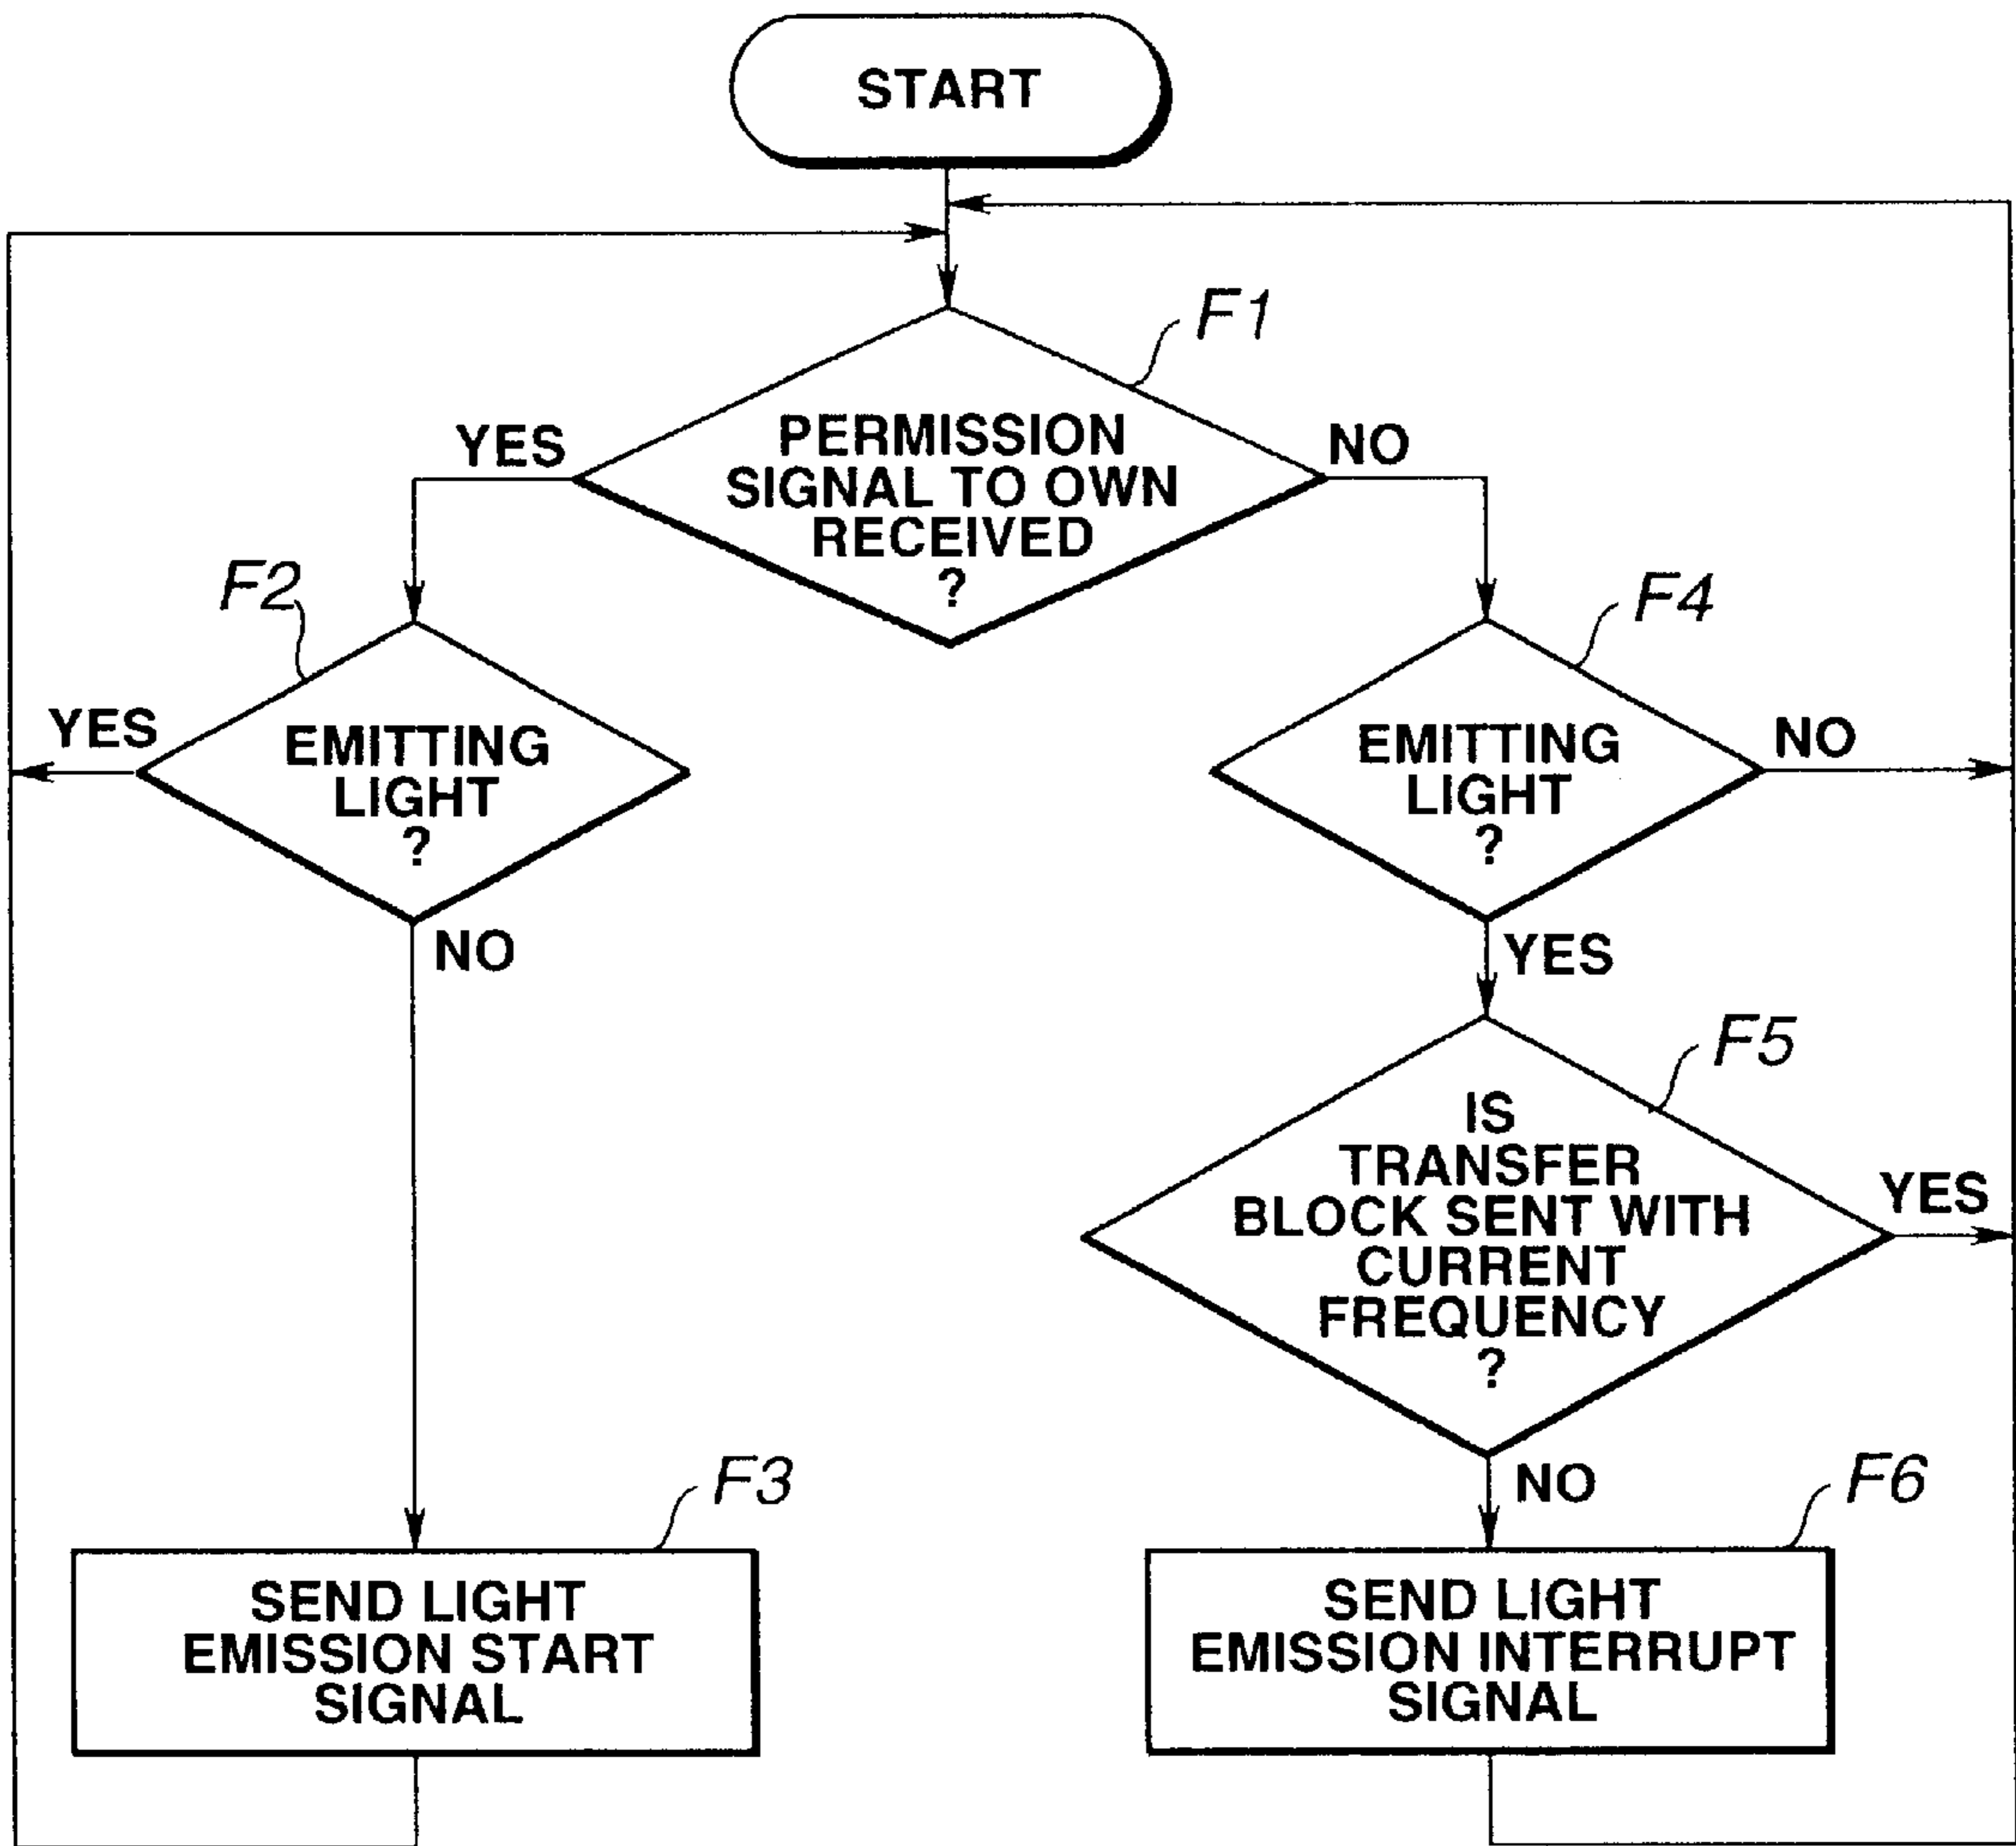 START
F1
YES
PERMISSION
SIGNAL TO OWN
RECEIVED
?
NO
F2
F4
YES
EMITTING
LIGHT
?
NO
EMITTING
LIGHT
?
NO
YES
F5
IS
TRANSFER
BLOCK SENT WITH
CURRENT
FREQUENCY
?
YES
NO
F3
F6
SEND LIGHT
EMISSION START
SIGNAL
SEND LIGHT
EMISSION INTERRUPT
SIGNAL